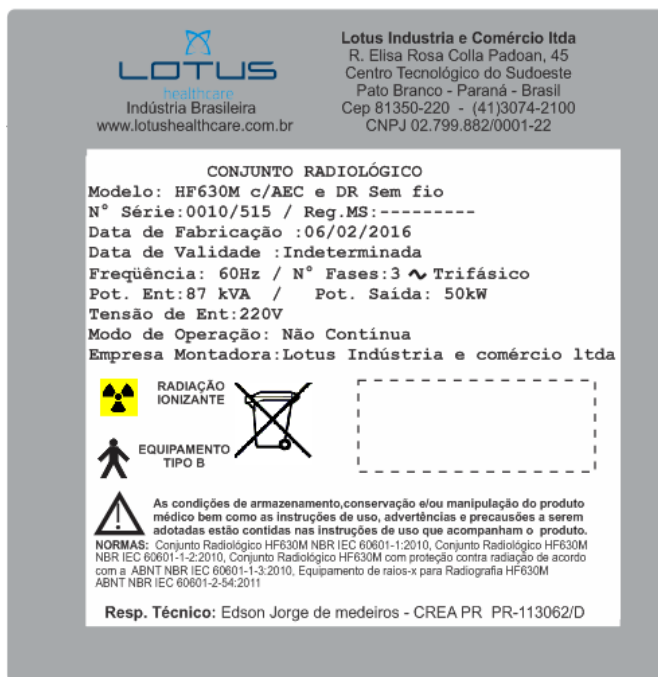 LOTUS
healthcare
Indústria Brasileira
www.lotushealthcare.com.br
Lotus Industria e Comércio ltda
R. Elisa Rosa Colla Padoan, 45
Centro Tecnológico do Sudoeste
Pato Branco - Paraná - Brasil
Cep 81350-220 - (41)3074-2100
CNPJ 02.799.882/0001-22
CONJUNTO RADIOLÓGICO
Modelo: HF630M c/AEC e DR Sem fio
N° Série:0010/515 / Reg.MS:---------
Data de Fabricação :06/02/2016
Data de Validade :Indeterminada
Freqüência: 60Hz / N° Fases:3 ~ Trifásico
Pot. Ent:87 kVA / Pot. Saída: 50kW
Tensão de Ent:220V
Modo de Operação: Não Contínua
Empresa Montadora:Lotus Indústria e comércio ltda
RADIAÇÃO
IONIZANTE
EQUIPAMENTO
TIPO B
As condições de armazenamento,conservação e/ou manipulação do produto
médico bem como as instruções de uso, advertências e precausões a serem
adotadas estão contidas nas instruções de uso que acompanham o produto.
NORMAS: Conjunto Radiológico HF630M NBR IEC 60601-1:2010, Conjunto Radiológico HF630M
NBR IEC 60601-1-2:2010, Conjunto Radiológico HF630M com proteção contra radiação de acordo
com a ABNT NBR IEC 60601-1-3:2010, Equipamento de raios-x para Radiografia HF630M
ABNT NBR IEC 60601-2-54:2011
Resp. Técnico: Edson Jorge de medeiros - CREA PR PR-113062/D